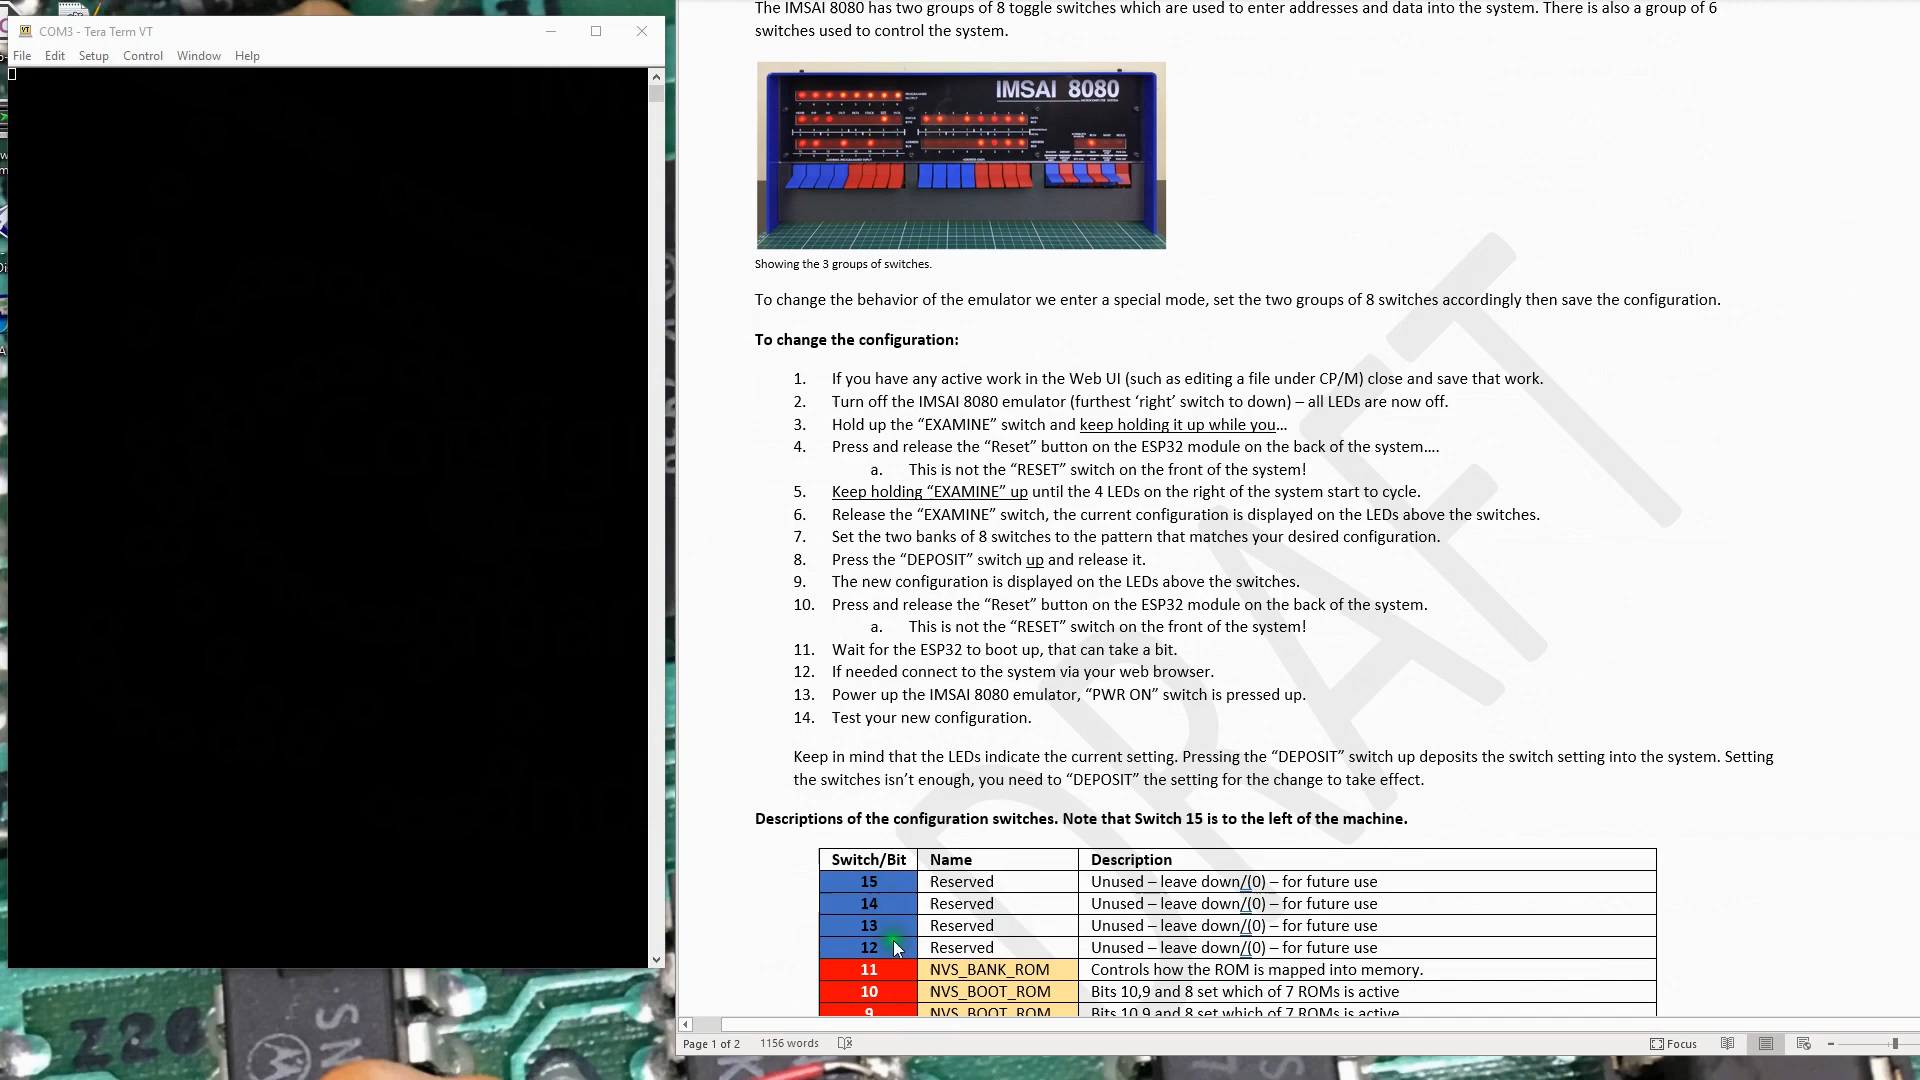 COM3 - Tera Term VT
File Edit Setup Control Window Help
The IMSAI 8080 has two groups of 8 toggle switches which are used to enter addresses and data into the system. There is also a group of 6
switches used to control the system.
IMSAI 8080
Showing the 3 groups of switches.
To change the behavior of the emulator we enter a special mode, set the two groups of 8 switches accordingly then save the configuration.
To change the configuration:
1. If you have any active work in the Web UI (such as editing a file under CP/M) close and save that work.
2. Turn off the IMSAI 8080 emulator (furthest ‘right’ switch to down) – all LEDs are now off.
3. Hold up the “EXAMINE” switch and keep holding it up while you…
4. Press and release the “Reset” button on the ESP32 module on the back of the system….
a. This is not the “RESET” switch on the front of the system!
5. Keep holding “EXAMINE” up until the 4 LEDs on the right of the system start to cycle.
6. Release the “EXAMINE” switch, the current configuration is displayed on the LEDs above the switches.
7. Set the two banks of 8 switches to the pattern that matches your desired configuration.
8. Press the “DEPOSIT” switch up and release it.
9. The new configuration is displayed on the LEDs above the switches.
10. Press and release the “Reset” button on the ESP32 module on the back of the system.
a. This is not the “RESET” switch on the front of the system!
11. Wait for the ESP32 to boot up, that can take a bit.
12. If needed connect to the system via your web browser.
13. Power up the IMSAI 8080 emulator, “PWR ON” switch is pressed up.
14. Test your new configuration.
Keep in mind that the LEDs indicate the current setting. Pressing the “DEPOSIT” switch up deposits the switch setting into the system. Setting
the switches isn’t enough, you need to “DEPOSIT” the setting for the change to take effect.
Descriptions of the configuration switches. Note that Switch 15 is to the left of the machine.
Switch/Bit Name Description
15 Reserved Unused – leave down/(0) – for future use
14 Reserved Unused – leave down/(0) – for future use
13 Reserved Unused – leave down/(0) – for future use
12 Reserved Unused – leave down/(0) – for future use
11 NVS_BANK_ROM Controls how the ROM is mapped into memory.
10 NVS_BOOT_ROM Bits 10,9 and 8 set which of 7 ROMs is active
9 NVS_BOOT_ROM Bits 10,9 and 8 set which of 7 ROMs is active
DRAFT
Page 1 of 2 1156 words Focus
Z80
SN